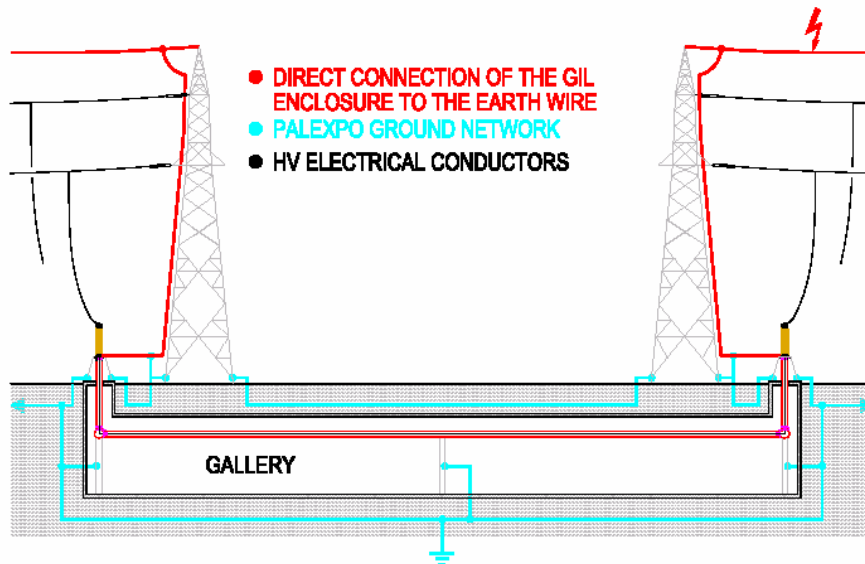 DIRECT CONNECTION OF THE GIL
ENCLOSURE TO THE EARTH WIRE
PALEXPO GROUND NETWORK
HV ELECTRICAL CONDUCTORS
GALLERY